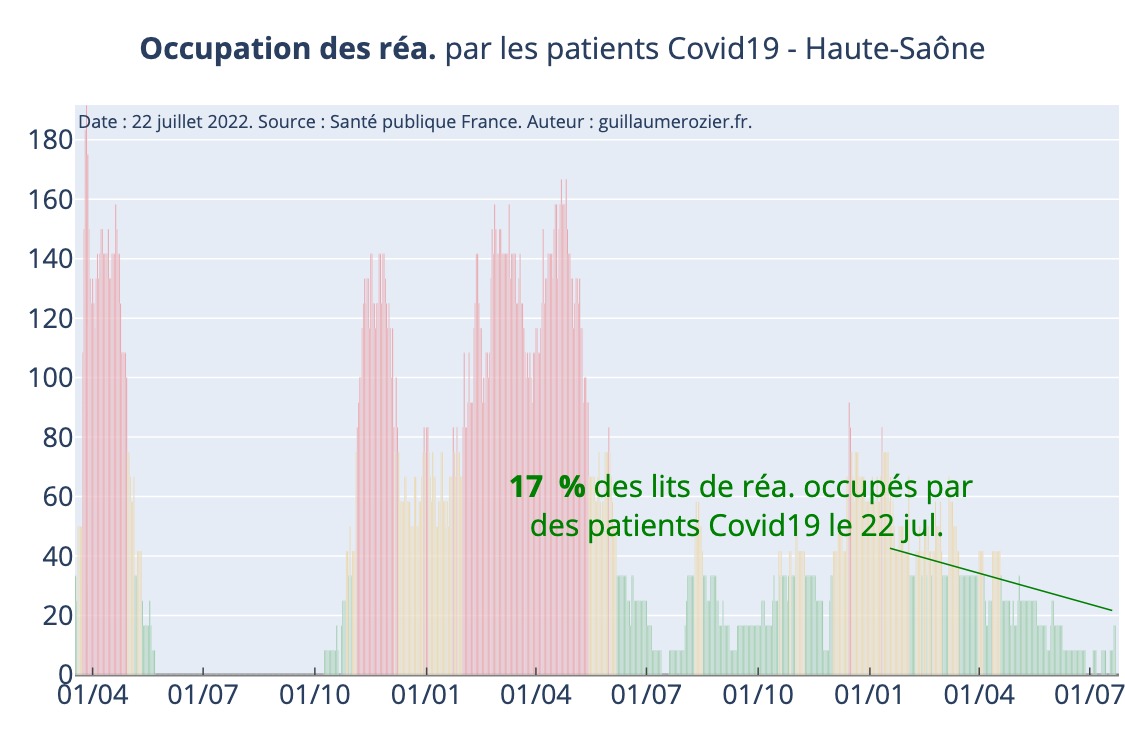 Occupation des réa. par les patients Covid19 - Haute-Saône
Date : 22 juillet 2022. Source : Santé publique France. Auteur : guillaumerozier.fr.
180
160
140
120
100
80
60
40
20
0
17 % des lits de réa. occupés par
des patients Covid19 le 22 jul.
01/04 01/07 01/10 01/01 01/04 01/07 01/10 01/01 01/04 01/07